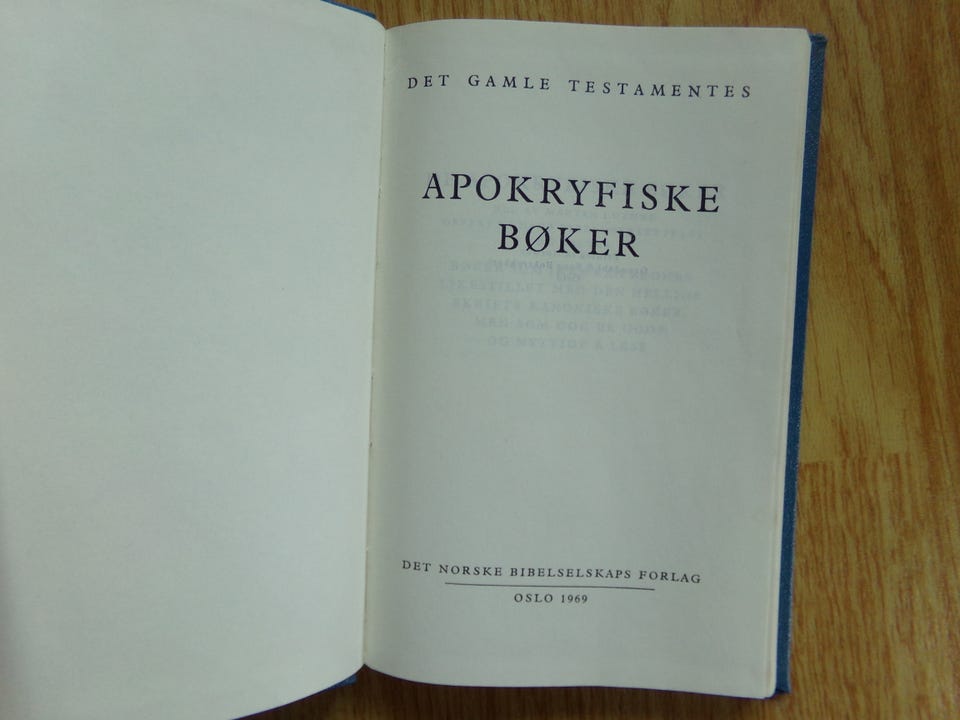 DET GAMLE TESTAMENTES
APOKRYFISKE
BØKER
DET NORSKE BIBELSELSKAPS FORLAG
OSLO 1969